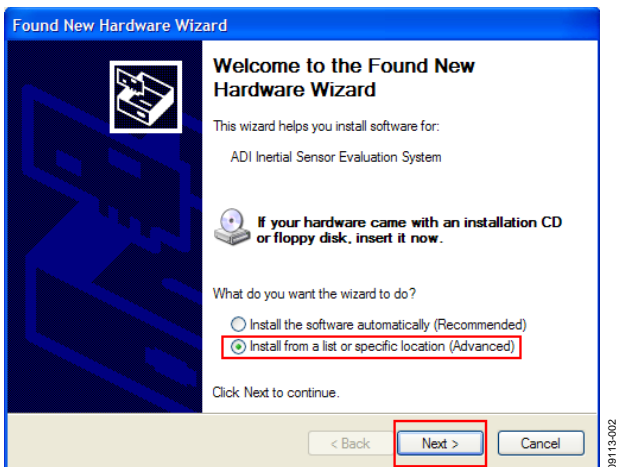 Found New Hardware Wizard
Welcome to the Found New
Hardware Wizard
This wizard helps you install software for:
ADI Inertial Sensor Evaluation System
If your hardware came with an installation CD
or floppy disk, insert it now.
What do you want the wizard to do?
Install the software automatically (Recommended)
Install from a list or specific location (Advanced)
Click Next to continue.
< Back
Next >
Cancel
09113-002